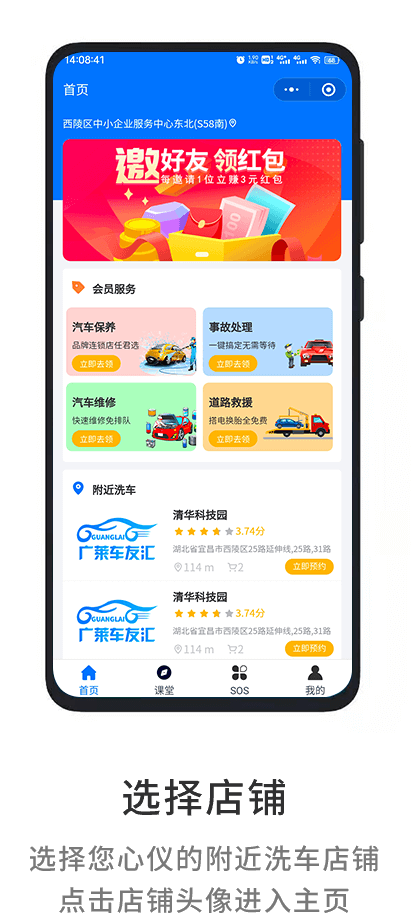 14:08:41
首页
西陵区中小企业服务中心东北(S58南)
邀好友 领红包
每邀请1位立赚3元红包
会员服务
汽车保养
品牌连锁店任君选
立即去领
事故处理
一键搞定无需等待
立即去领
汽车维修
快速维修免排队
立即去领
道路救援
搭电换胎全免费
立即去领
附近洗车
清华科技园
GUANGLAI
广莱车友汇
3.74分
湖北省宜昌市西陵区25路延伸线,25路,31路
114 m
2
立即预约
清华科技园
GUANGLAI
广莱车友汇
3.74分
湖北省宜昌市西陵区25路延伸线,25路,31路
119 m
2
立即预约
首页
课堂
SOS
我的
选择店铺
选择您心仪的附近洗车店铺
点击店铺头像进入主页